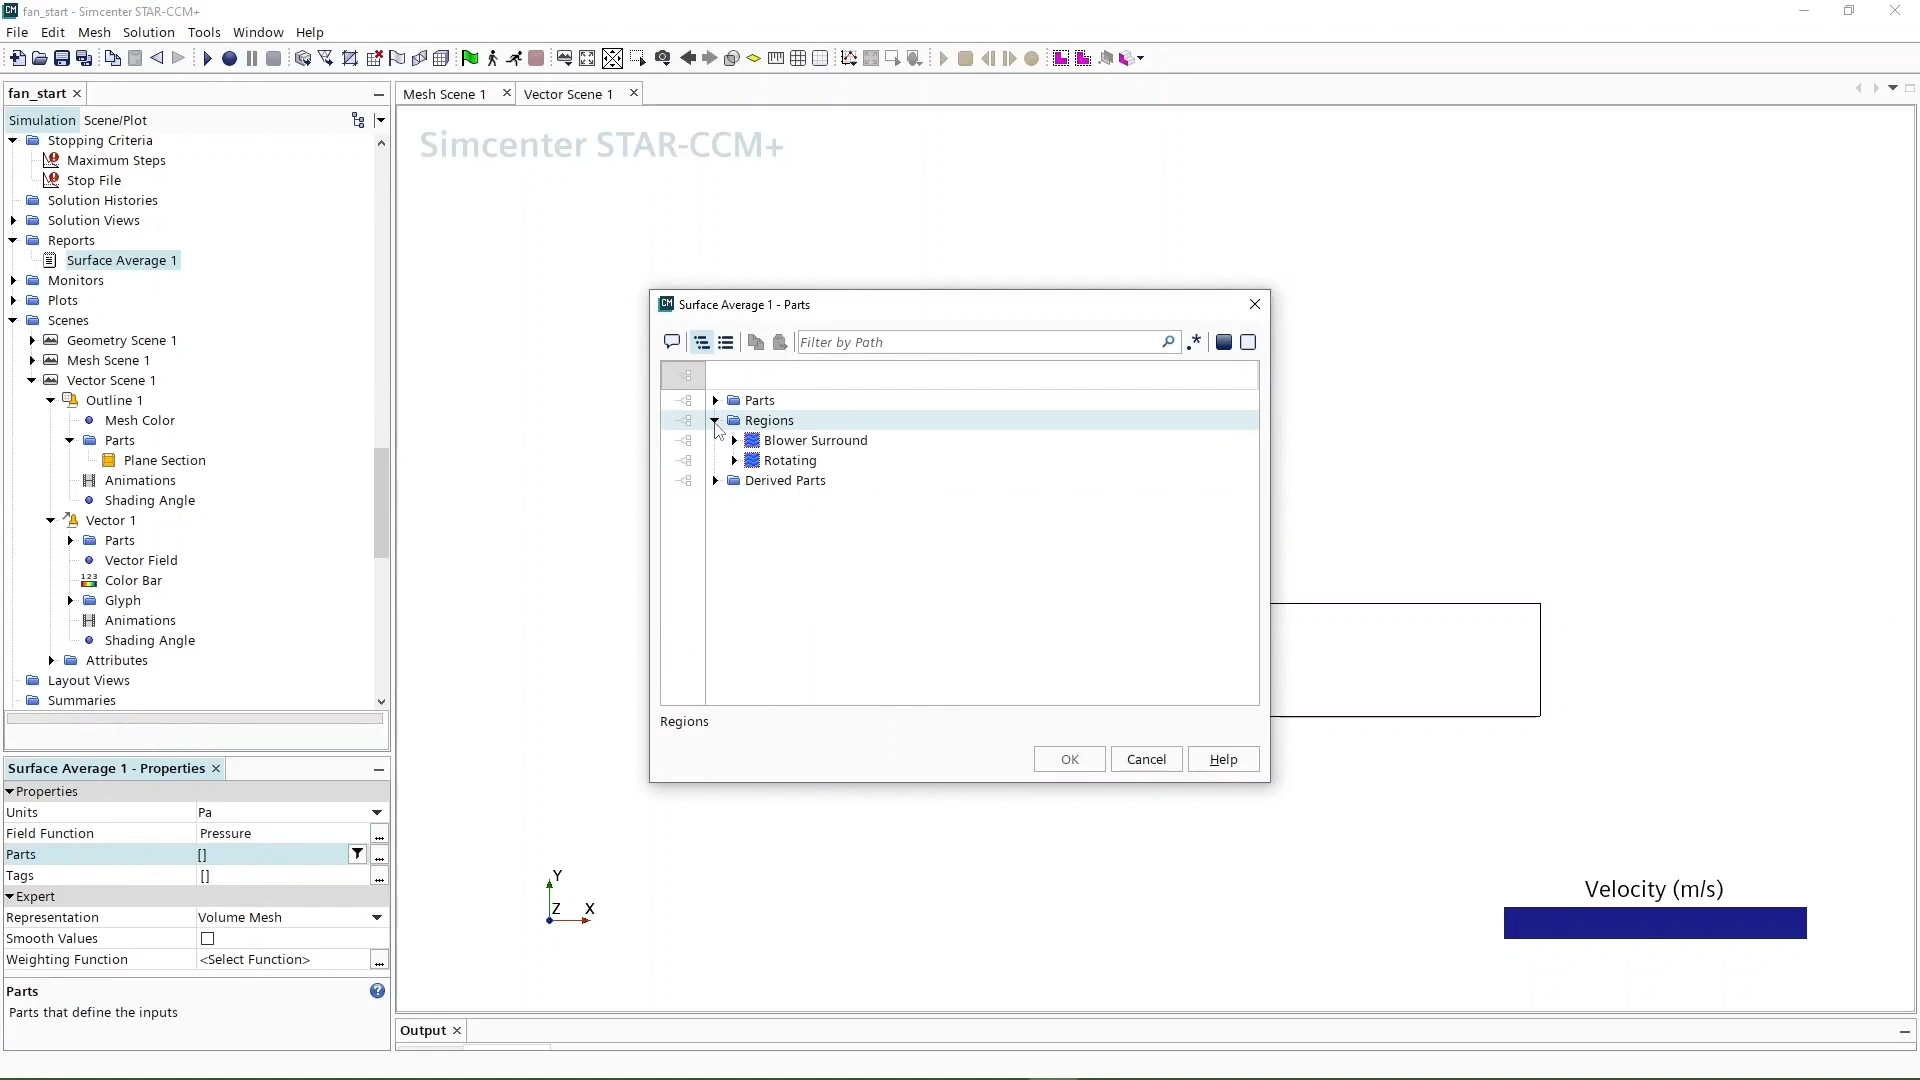 fan_start - Simcenter STAR-CCM+
File Edit Mesh Solution Tools Window Help
fan_start
Mesh Scene 1
Vector Scene 1
Simulation Scene/Plot
Simcenter STAR-CCM+
Stopping Criteria
Maximum Steps
Stop File
Solution Histories
Solution Views
Reports
Surface Average 1
Monitors
Plots
Scenes
Geometry Scene 1
Mesh Scene 1
Vector Scene 1
Outline 1
Mesh Color
Parts
Plane Section
Animations
Shading Angle
Vector 1
Parts
Vector Field
123
Color Bar
Glyph
Animations
Shading Angle
Attributes
Layout Views
Summaries
CM Surface Average 1 - Parts
Filter by Path
.*
Parts
Regions
Blower Surround
Rotating
Derived Parts
Regions
OK Cancel Help
Surface Average 1 - Properties
Properties
Units Pa
Field Function Pressure ...
Parts [] ...
Tags [] ...
Expert
Representation Volume Mesh
Smooth Values
Weighting Function <Select Function> ...
Parts
Parts that define the inputs
Y
Z X
Velocity (m/s)
Output